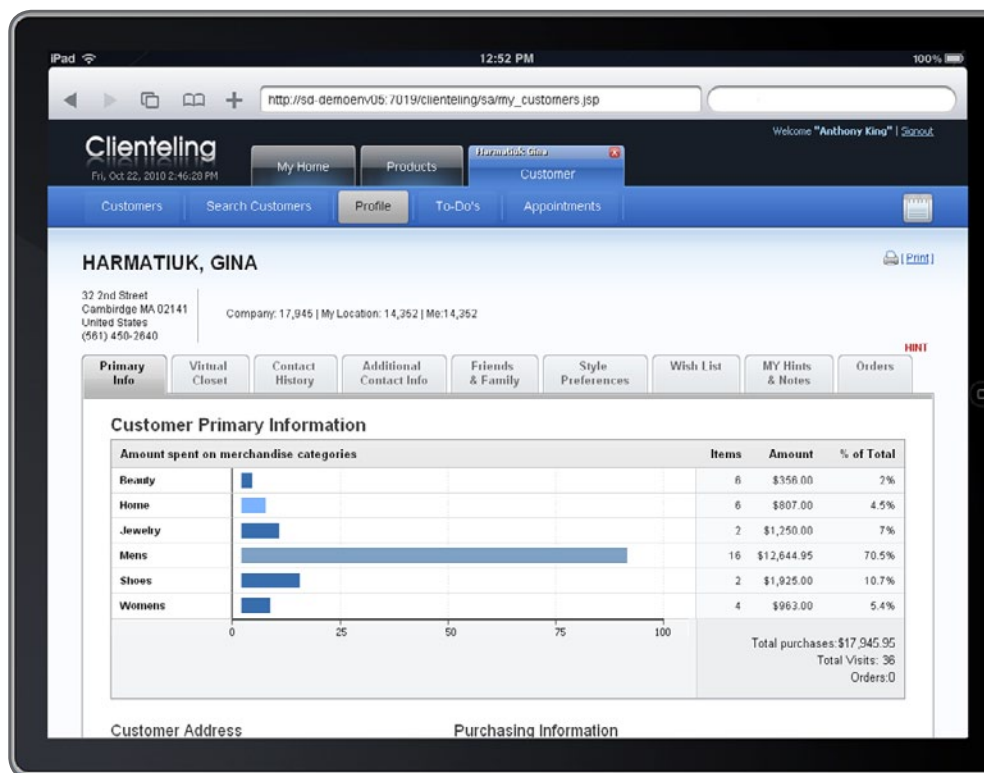 iPad 12:52 PM 100%
http://sd-demoenv05:7019/clienteling/sa/my_customers.jsp
Welcome "Anthony King" | Signout
Clienteling
Fri, Oct 22, 2010 2:46:28 PM
My Home Products Harmatiuk, Gina Customer
Customers Search Customers Profile To-Do's Appointments
HARMATIUK, GINA
[ Print ]
32 2nd Street
Cambirdge MA 02141
United States
(561) 450-2640
Company: 17,945 | My Location: 14,352 | Me:14,352
HINT
Primary Info Virtual Closet Contact History Additional Contact Info Friends & Family Style Preferences Wish List MY Hints & Notes Orders
Customer Primary Information
Amount spent on merchandise categories Items Amount % of Total
Beauty 6 $356.00 2%
Home 6 $807.00 4.5%
Jewelry 2 $1,250.00 7%
Mens 16 $12,644.95 70.5%
Shoes 2 $1,925.00 10.7%
Womens 4 $963.00 5.4%
0 25 50 75 100
Total purchases:$17,945.95
Total Visits: 36
Orders:0
Customer Address Purchasing Information